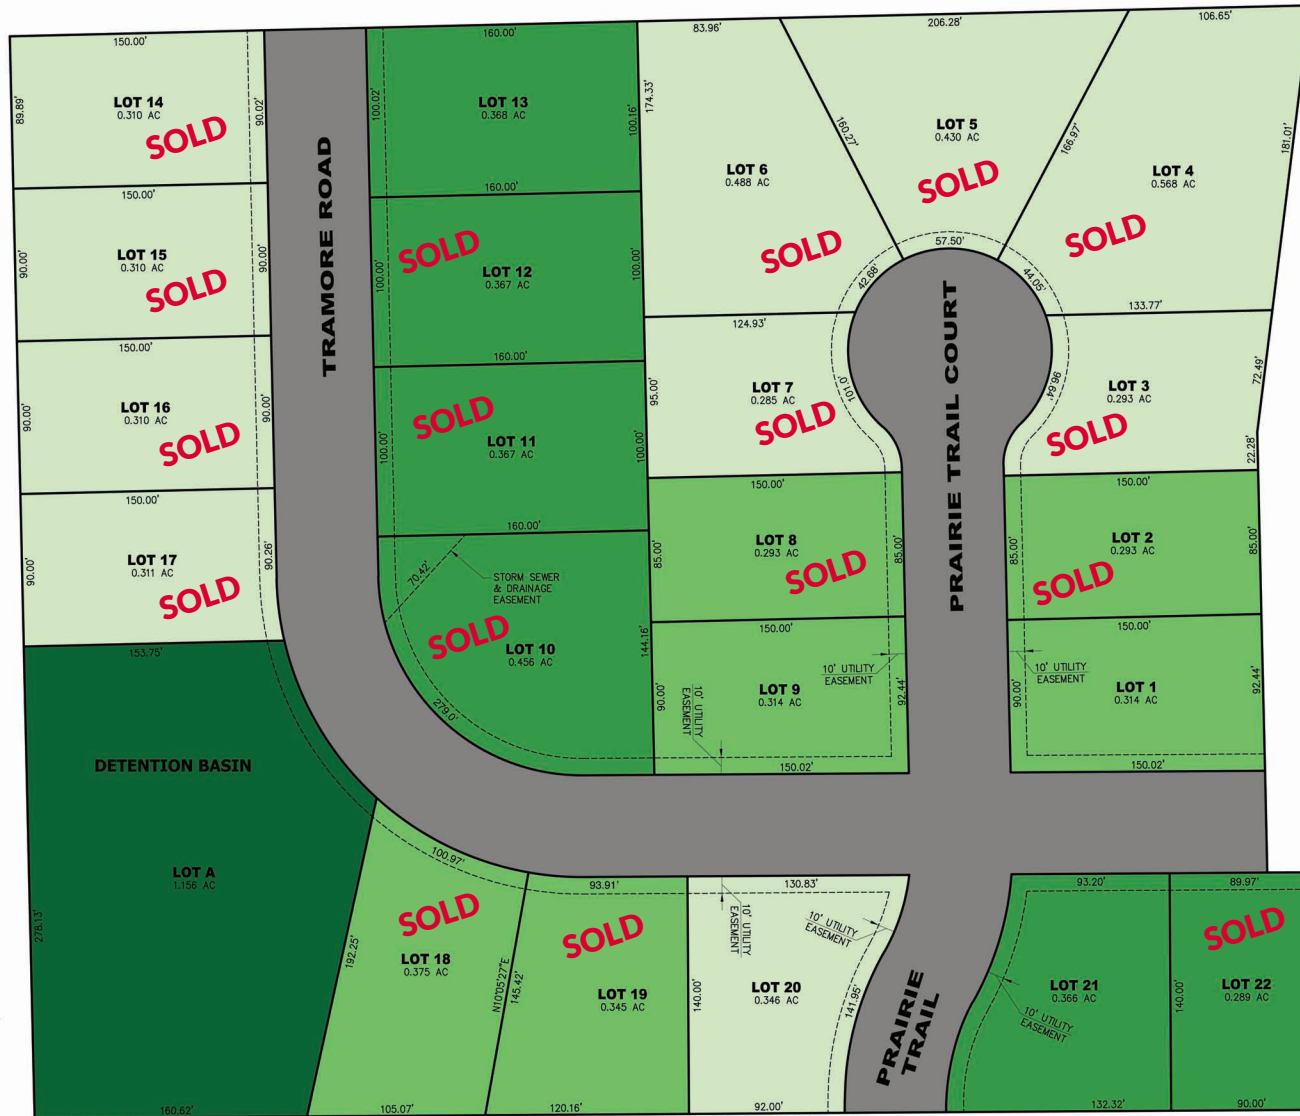 150.00'
89.89'
LOT 14
0.310 AC
90.02'
SOLD
150.00'
90.00'
LOT 15
0.310 AC
90.00'
SOLD
150.00'
90.00'
LOT 16
0.310 AC
90.00'
SOLD
150.00'
90.00'
LOT 17
0.311 AC
90.26'
SOLD
153.75'
DETENTION BASIN
LOT A
1.156 AC
278.13'
160.62'
TRAMORE ROAD
160.00'
100.02'
LOT 13
0.368 AC
100.16'
160.00'
SOLD
100.00'
LOT 12
0.367 AC
100.00'
160.00'
SOLD
100.00'
LOT 11
0.367 AC
100.00'
160.00'
70.42'
STORM SEWER
& DRAINAGE
EASEMENT
SOLD
LOT 10
0.456 AC
144.16'
279.0'
83.96'
174.33'
LOT 6
0.488 AC
160.27'
SOLD
42.68'
206.28'
LOT 5
0.430 AC
SOLD
57.50'
166.97'
106.65'
LOT 4
0.568 AC
181.01'
SOLD
44.05'
133.77'
124.93'
95.00'
LOT 7
0.285 AC
101.0'
SOLD
PRAIRIE TRAIL COURT
96.64'
LOT 3
0.293 AC
72.49'
SOLD
22.28'
150.00'
85.00'
LOT 8
0.293 AC
85.00'
SOLD
150.00'
85.00'
LOT 2
0.293 AC
85.00'
SOLD
150.00'
90.00'
LOT 9
0.314 AC
10' UTILITY
EASEMENT
10' UTILITY
EASEMENT
92.44'
150.02'
150.00'
10' UTILITY
EASEMENT
90.00'
LOT 1
0.314 AC
92.44'
150.02'
100.97'
SOLD
LOT 18
0.375 AC
192.25'
105.07'
N10°05'27"E
145.42'
93.91'
SOLD
LOT 19
0.345 AC
120.16'
130.83'
10' UTILITY
EASEMENT
10' UTILITY
EASEMENT
LOT 20
0.346 AC
140.00'
141.95'
92.00'
PRAIRIE
TRAIL
93.20'
LOT 21
0.366 AC
10' UTILITY
EASEMENT
132.32'
89.97'
SOLD
LOT 22
0.289 AC
140.00'
90.00'